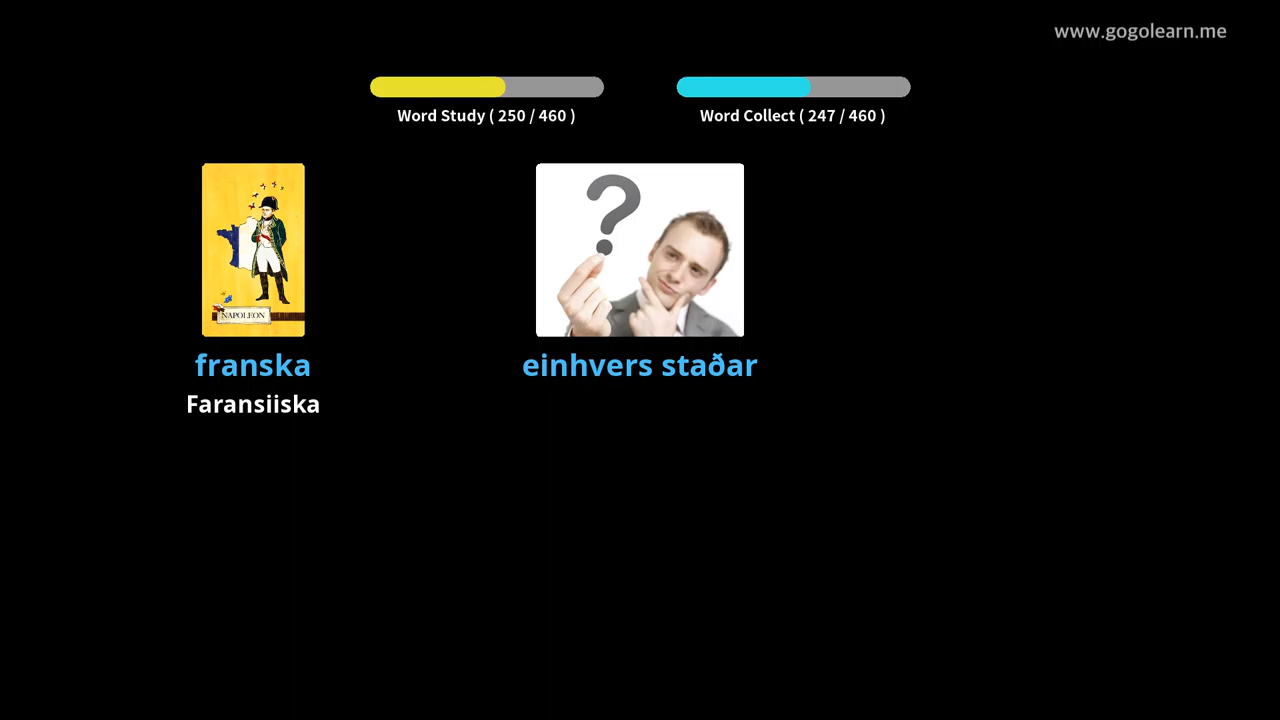 www.gogolearn.me
Word Study ( 250 / 460 )
Word Collect ( 247 / 460 )
NAPOLEON
franska
einhvers staðar
Faransiiska